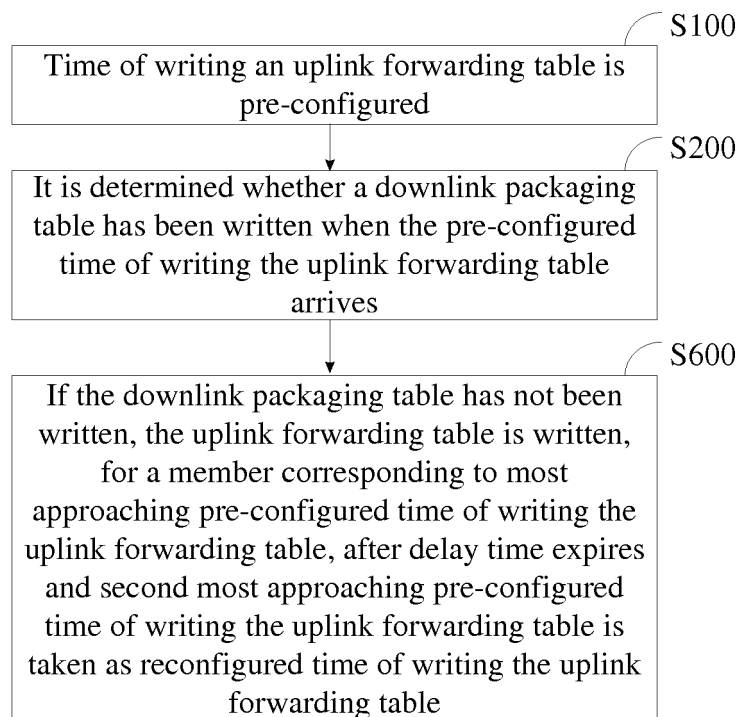 S100
Time of writing an uplink forwarding table is
pre-configured
S200
It is determined whether a downlink packaging
table has been written when the pre-configured
time of writing the uplink forwarding table
arrives
S600
If the downlink packaging table has not been
written, the uplink forwarding table is written,
for a member corresponding to most
approaching pre-configured time of writing the
uplink forwarding table, after delay time expires
and second most approaching pre-configured
time of writing the uplink forwarding table is
taken as reconfigured time of writing the uplink
forwarding table